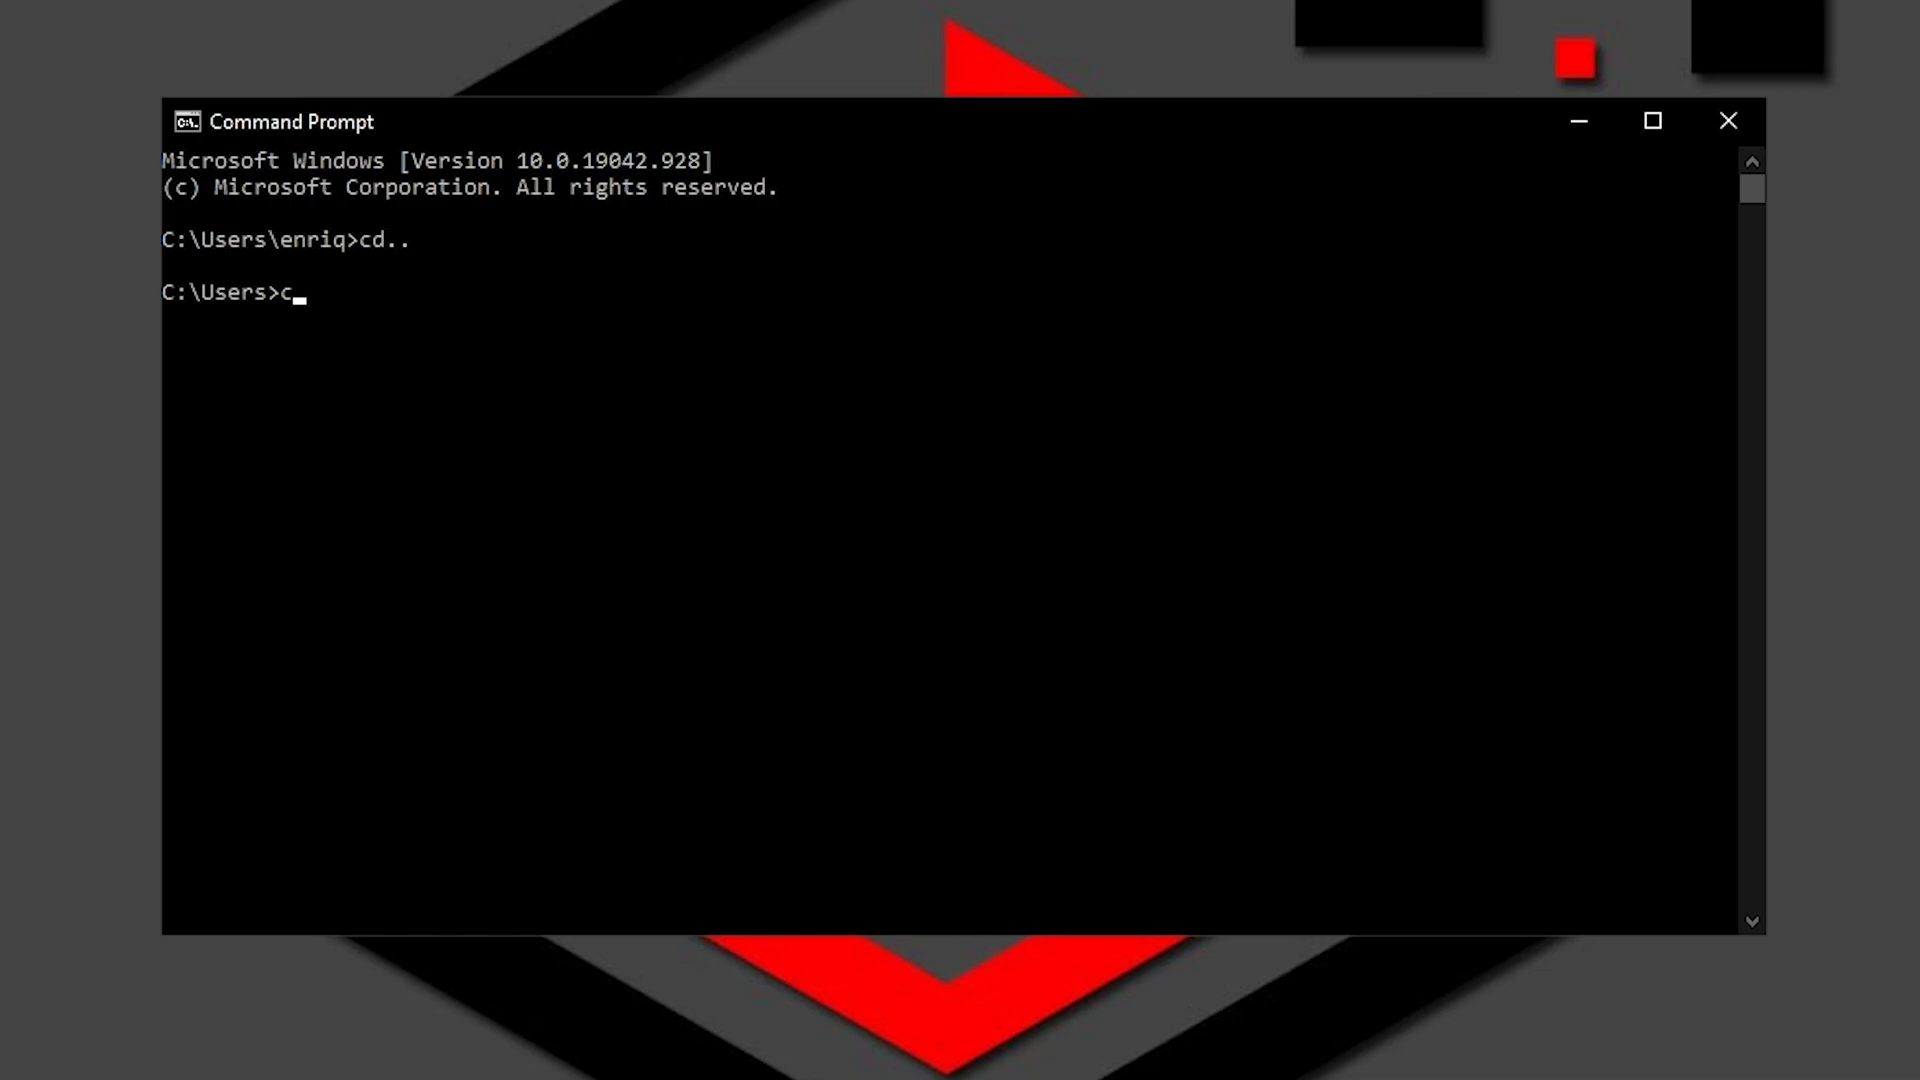 Command Prompt
Microsoft Windows [Version 10.0.19042.928]
(c) Microsoft Corporation. All rights reserved.
C:\Users\enriq>cd..
C:\Users>c